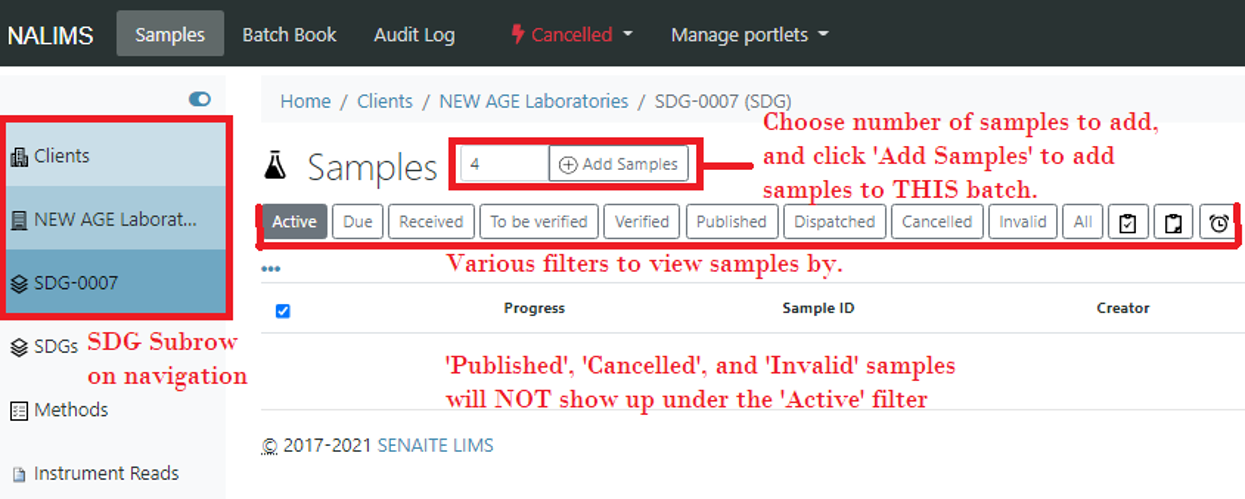 NALIMS Samples Batch Book Audit Log Cancelled Manage portlets
Home / Clients / NEW AGE Laboratories / SDG-0007 (SDG)
Clients
NEW AGE Laborat...
SDG-0007
SDGs
SDG Subrow
on navigation
Methods
Instrument Reads
Samples 4 Add Samples
Choose number of samples to add,
and click 'Add Samples' to add
samples to THIS batch.
Active Due Received To be verified Verified Published Dispatched Cancelled Invalid All
Various filters to view samples by.
Progress Sample ID Creator
'Published', 'Cancelled', and 'Invalid' samples
will NOT show up under the 'Active' filter
© 2017-2021 SENAITE LIMS